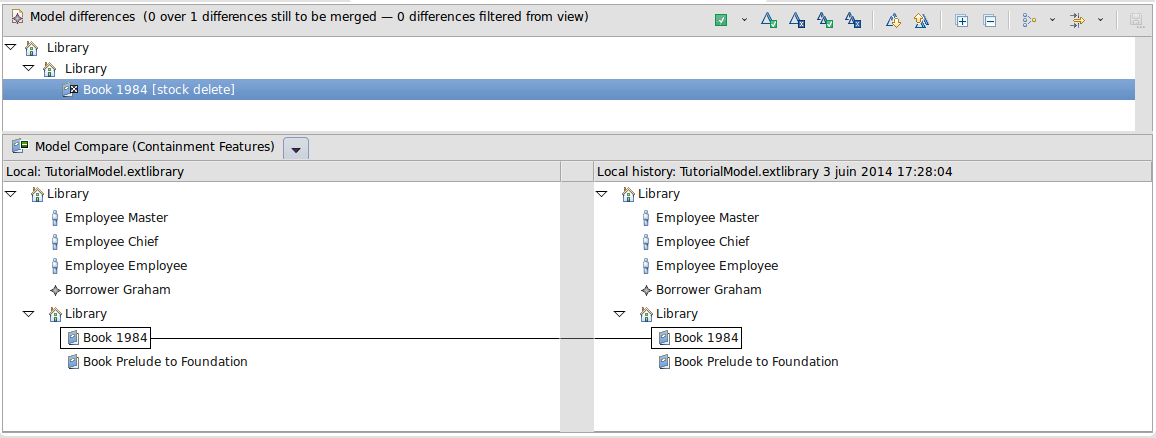 Model differences (0 over 1 differences still to be merged — 0 differences filtered from view)
Library
Library
Book 1984 [stock delete]
Model Compare (Containment Features)
Local: TutorialModel.extlibrary
Local history: TutorialModel.extlibrary 3 juin 2014 17:28:04
Library
Employee Master
Employee Chief
Employee Employee
Borrower Graham
Library
Book 1984
Book Prelude to Foundation
Library
Employee Master
Employee Chief
Employee Employee
Borrower Graham
Library
Book 1984
Book Prelude to Foundation